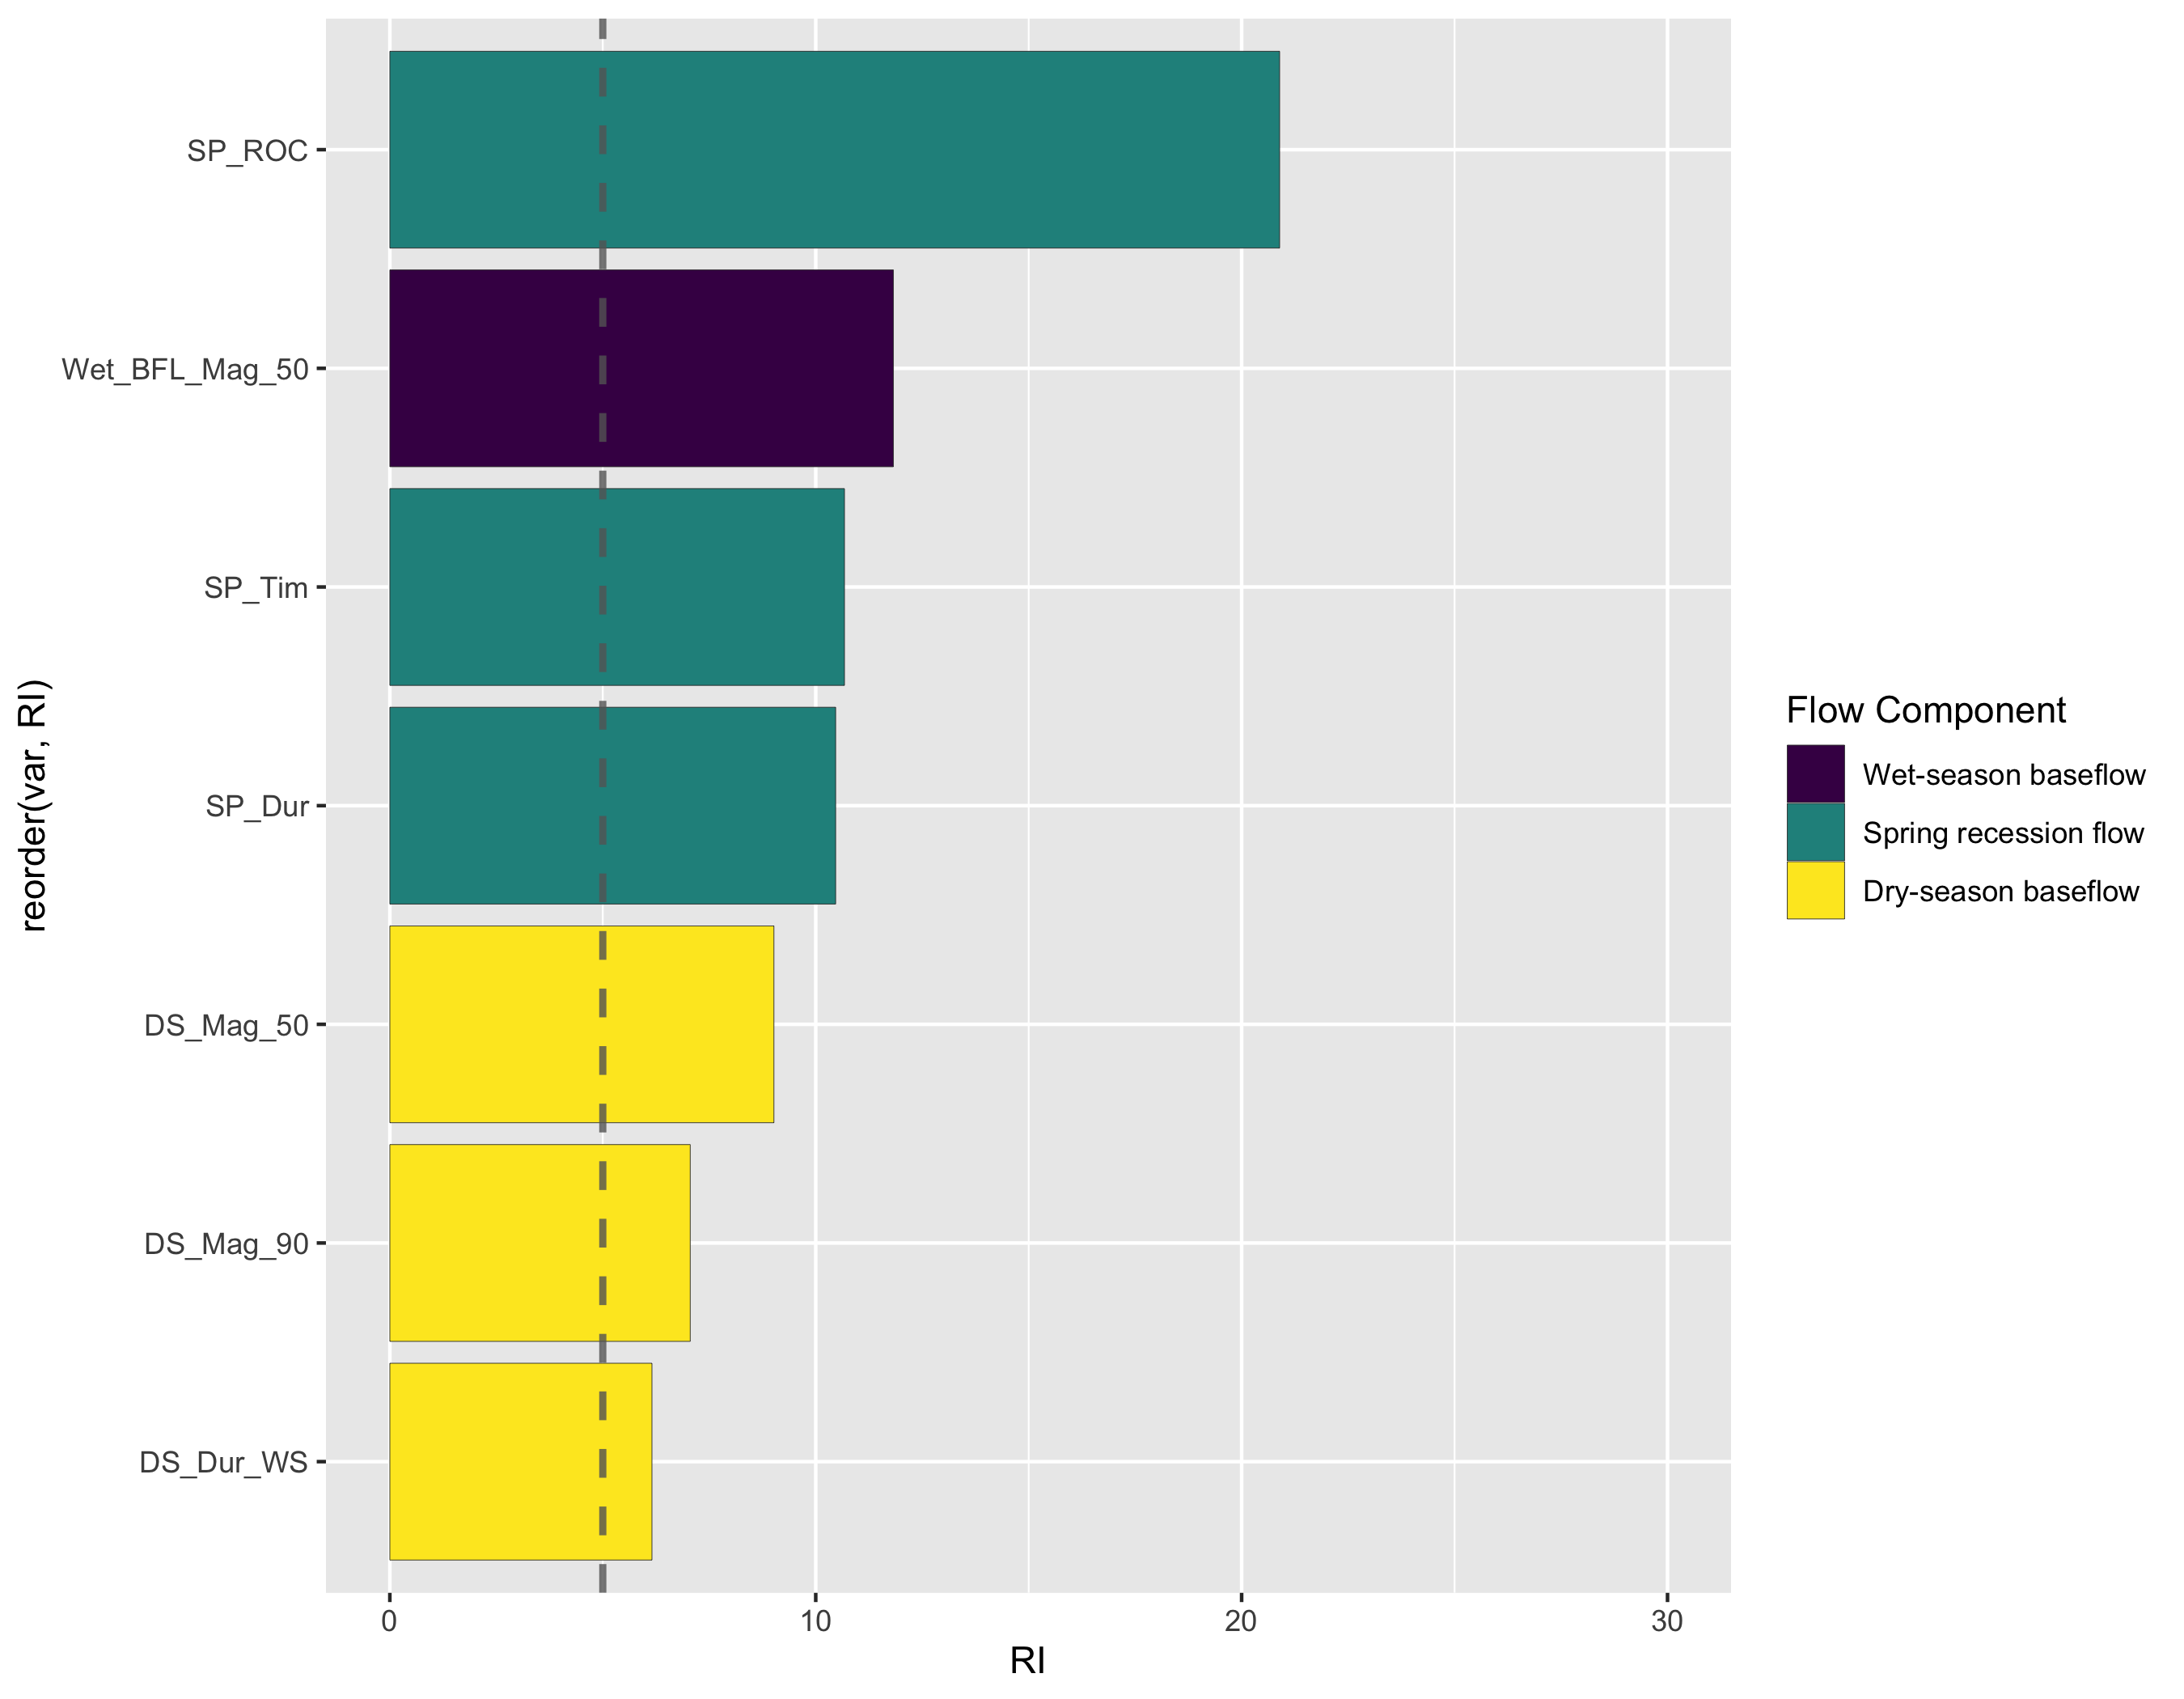 SP_ROC
Wet_BFL_Mag_50
SP_Tim
SP_Dur
DS_Mag_50
DS_Mag_90
DS_Dur_WS
reorder(var, RI)
0 10 20 30
RI
Flow Component
Wet-season baseflow
Spring recession flow
Dry-season baseflow